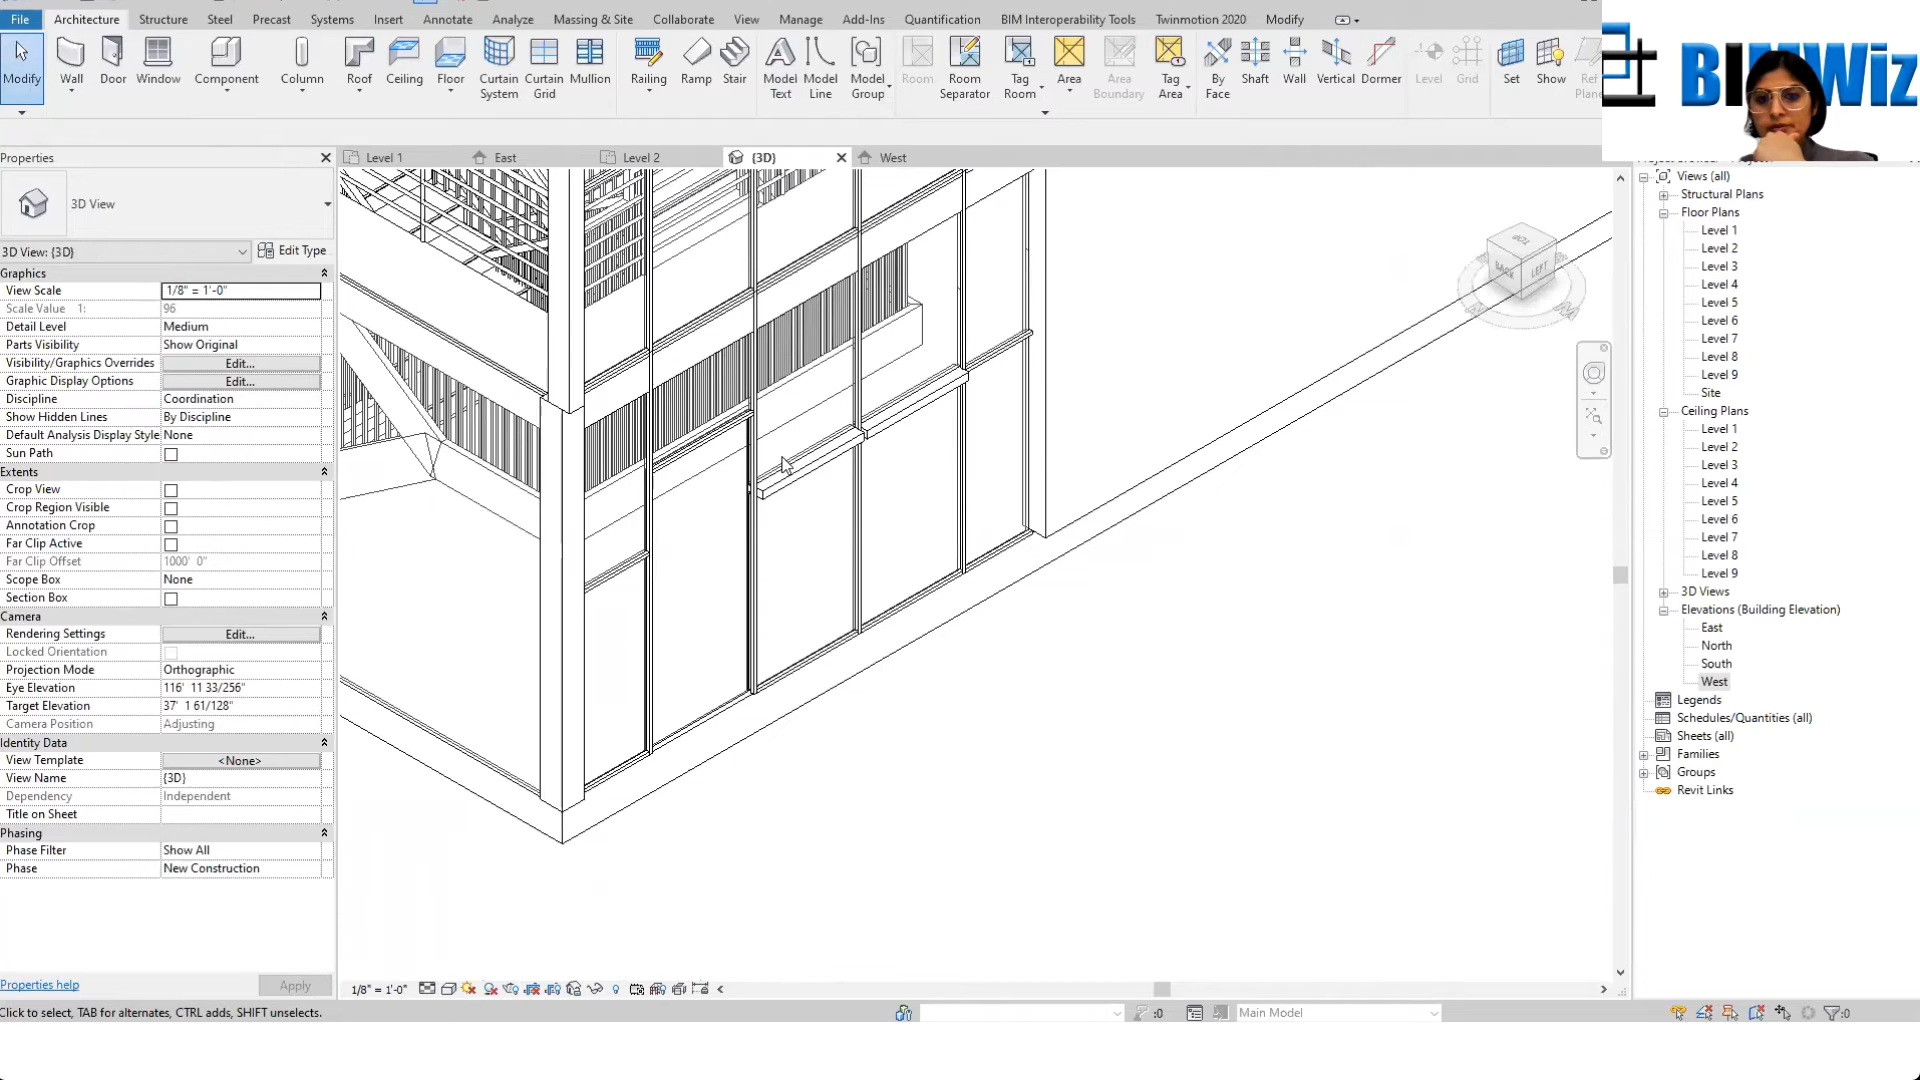 File Architecture Structure Steel Precast Systems Insert Annotate Analyze Massing & Site Collaborate View Manage Add-Ins Quantification BIM Interoperability Tools Twinmotion 2020 Modify
Modify Wall Door Window Component Column Roof Ceiling Floor Curtain System Curtain Grid Mullion Railing Ramp Stair Model Text Model Line Model Group Room Room Separator Tag Room Area Area Boundary Tag Area By Face Shaft Wall Vertical Dormer Level Grid Set Show Ref Plane
Properties Level 1 East Level 2 {3D} West
3D View
3D View: {3D} Edit Type
Graphics
View Scale 1/8" = 1'-0"
Scale Value 1: 96
Detail Level Medium
Parts Visibility Show Original
Visibility/Graphics Overrides Edit...
Graphic Display Options Edit...
Discipline Coordination
Show Hidden Lines By Discipline
Default Analysis Display Style None
Sun Path
Extents
Crop View
Crop Region Visible
Annotation Crop
Far Clip Active
Far Clip Offset 1000' 0"
Scope Box None
Section Box
Camera
Rendering Settings Edit...
Locked Orientation
Projection Mode Orthographic
Eye Elevation 116' 11 33/256"
Target Elevation 37' 1 61/128"
Camera Position Adjusting
Identity Data
View Template <None>
View Name {3D}
Dependency Independent
Title on Sheet
Phasing
Phase Filter Show All
Phase New Construction
Properties help Apply
TOP
BACK LEFT
Views (all)
Structural Plans
Floor Plans
Level 1
Level 2
Level 3
Level 4
Level 5
Level 6
Level 7
Level 8
Level 9
Site
Ceiling Plans
Level 1
Level 2
Level 3
Level 4
Level 5
Level 6
Level 7
Level 8
Level 9
3D Views
Elevations (Building Elevation)
East
North
South
West
Legends
Schedules/Quantities (all)
Sheets (all)
Families
Groups
Revit Links
1/8" = 1'-0"
Click to select, TAB for alternates, CTRL adds, SHIFT unselects. :0 Main Model :0